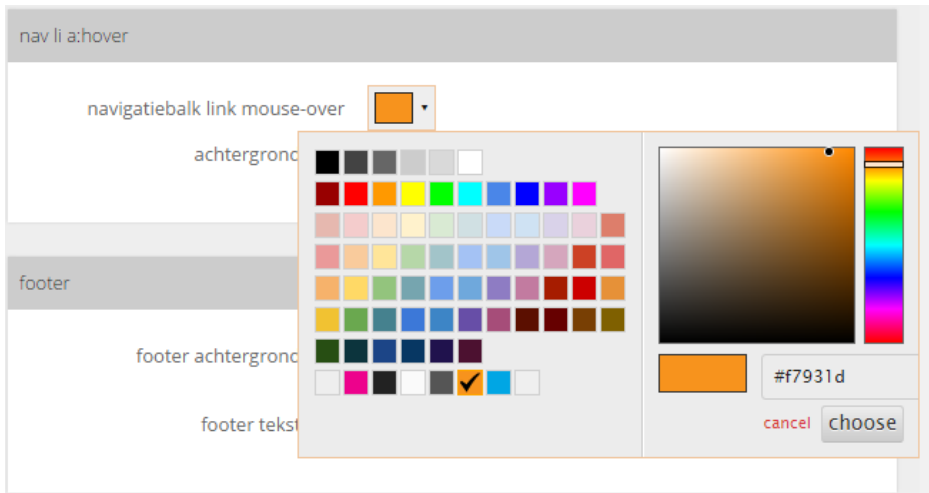 nav li a:hover
navigatiebalk link mouse-over
achtergrond
footer
#f7931d
footer achtergrond
cancel choose
footer tekst